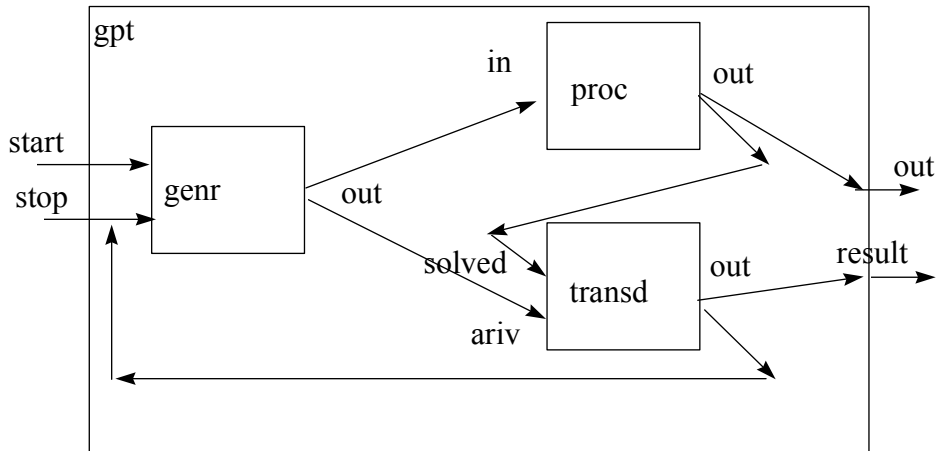 gpt
in
proc
out
start
stop
genr
out
out
solved
out
result
transd
ariv